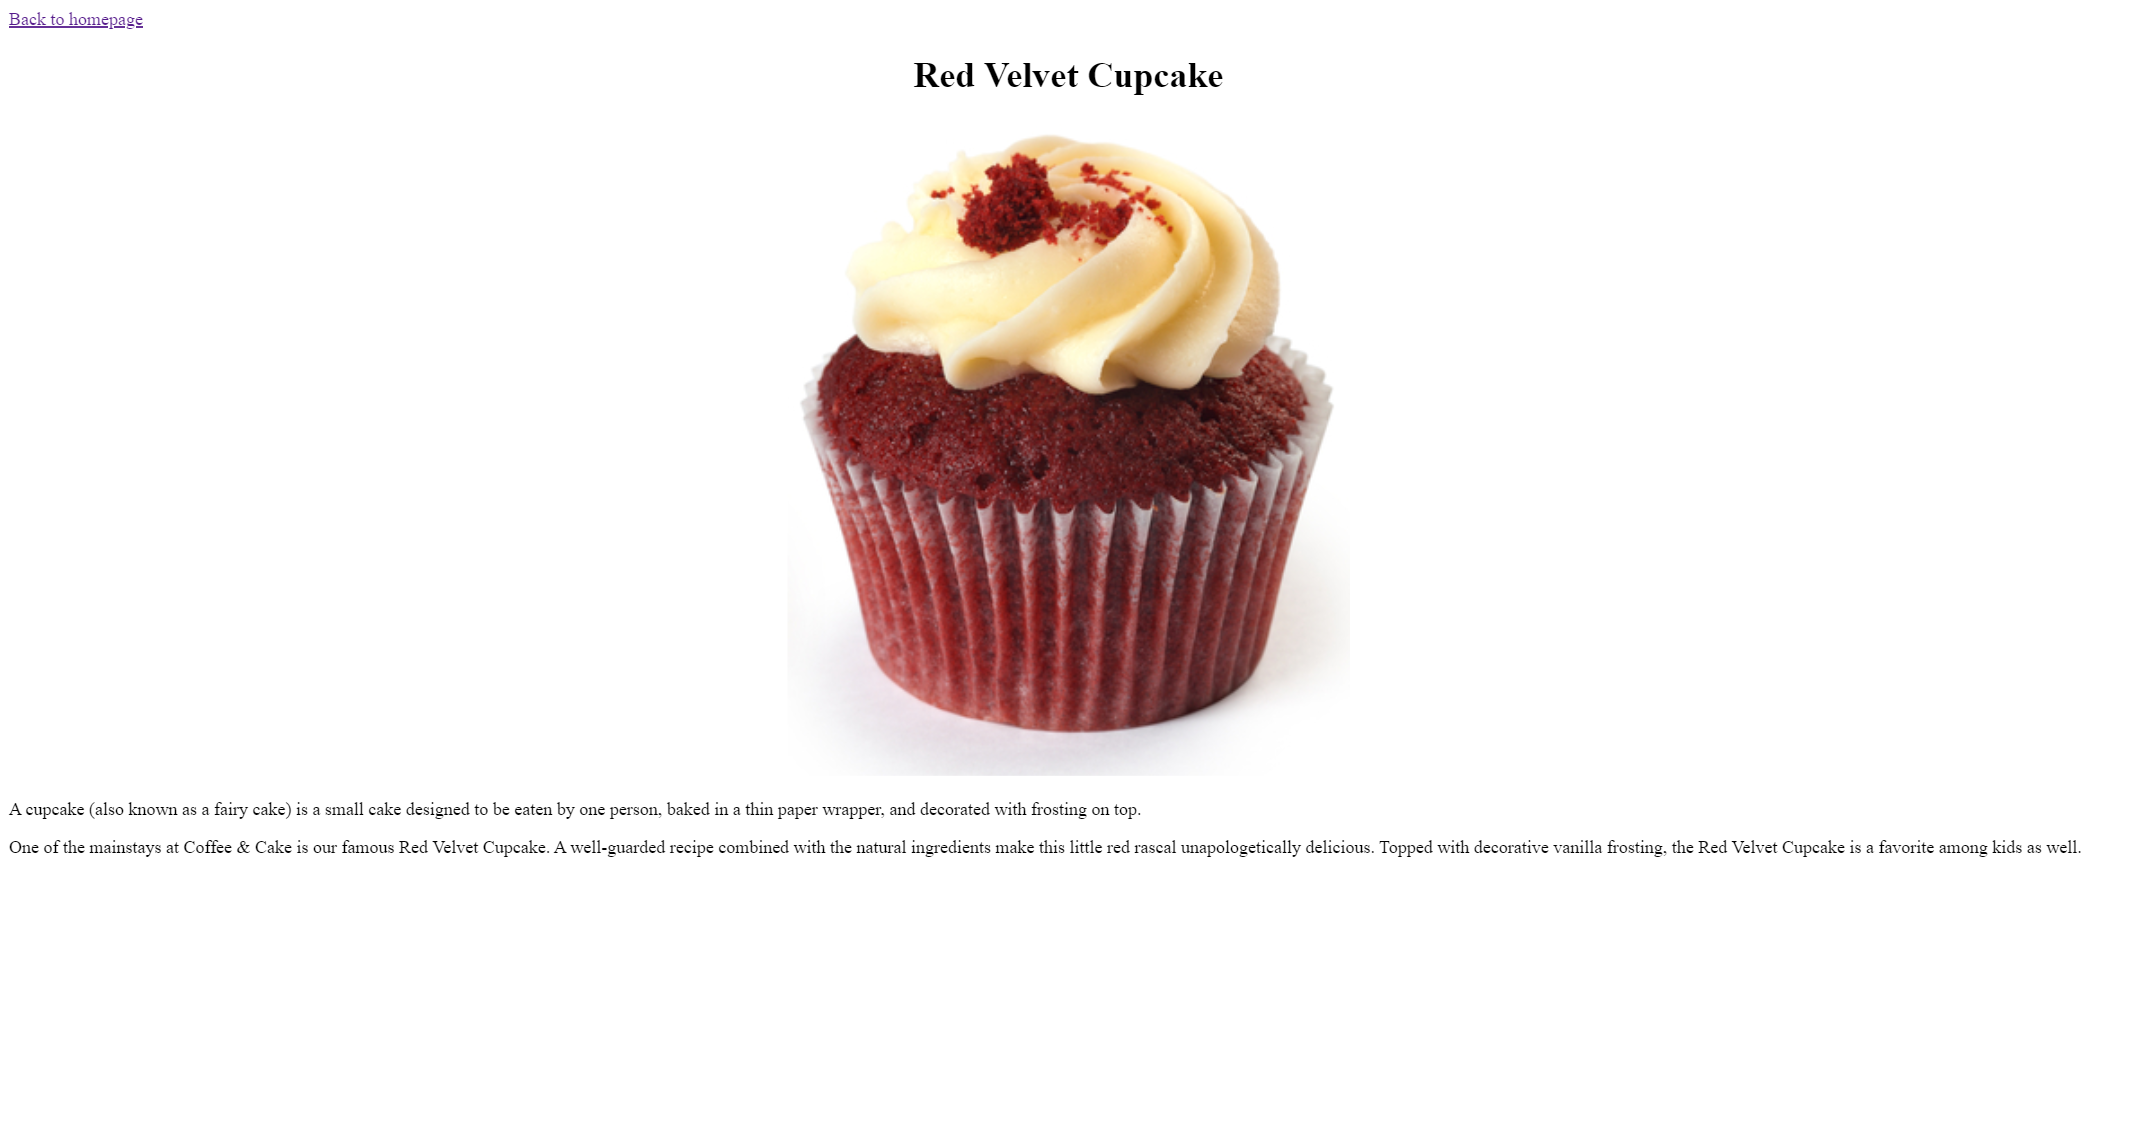 Back to homepage
Red Velvet Cupcake
A cupcake (also known as a fairy cake) is a small cake designed to be eaten by one person, baked in a thin paper wrapper, and decorated with frosting on top.
One of the mainstays at Coffee & Cake is our famous Red Velvet Cupcake. A well-guarded recipe combined with the natural ingredients make this little red rascal unapologetically delicious. Topped with decorative vanilla frosting, the Red Velvet Cupcake is a favorite among kids as well.